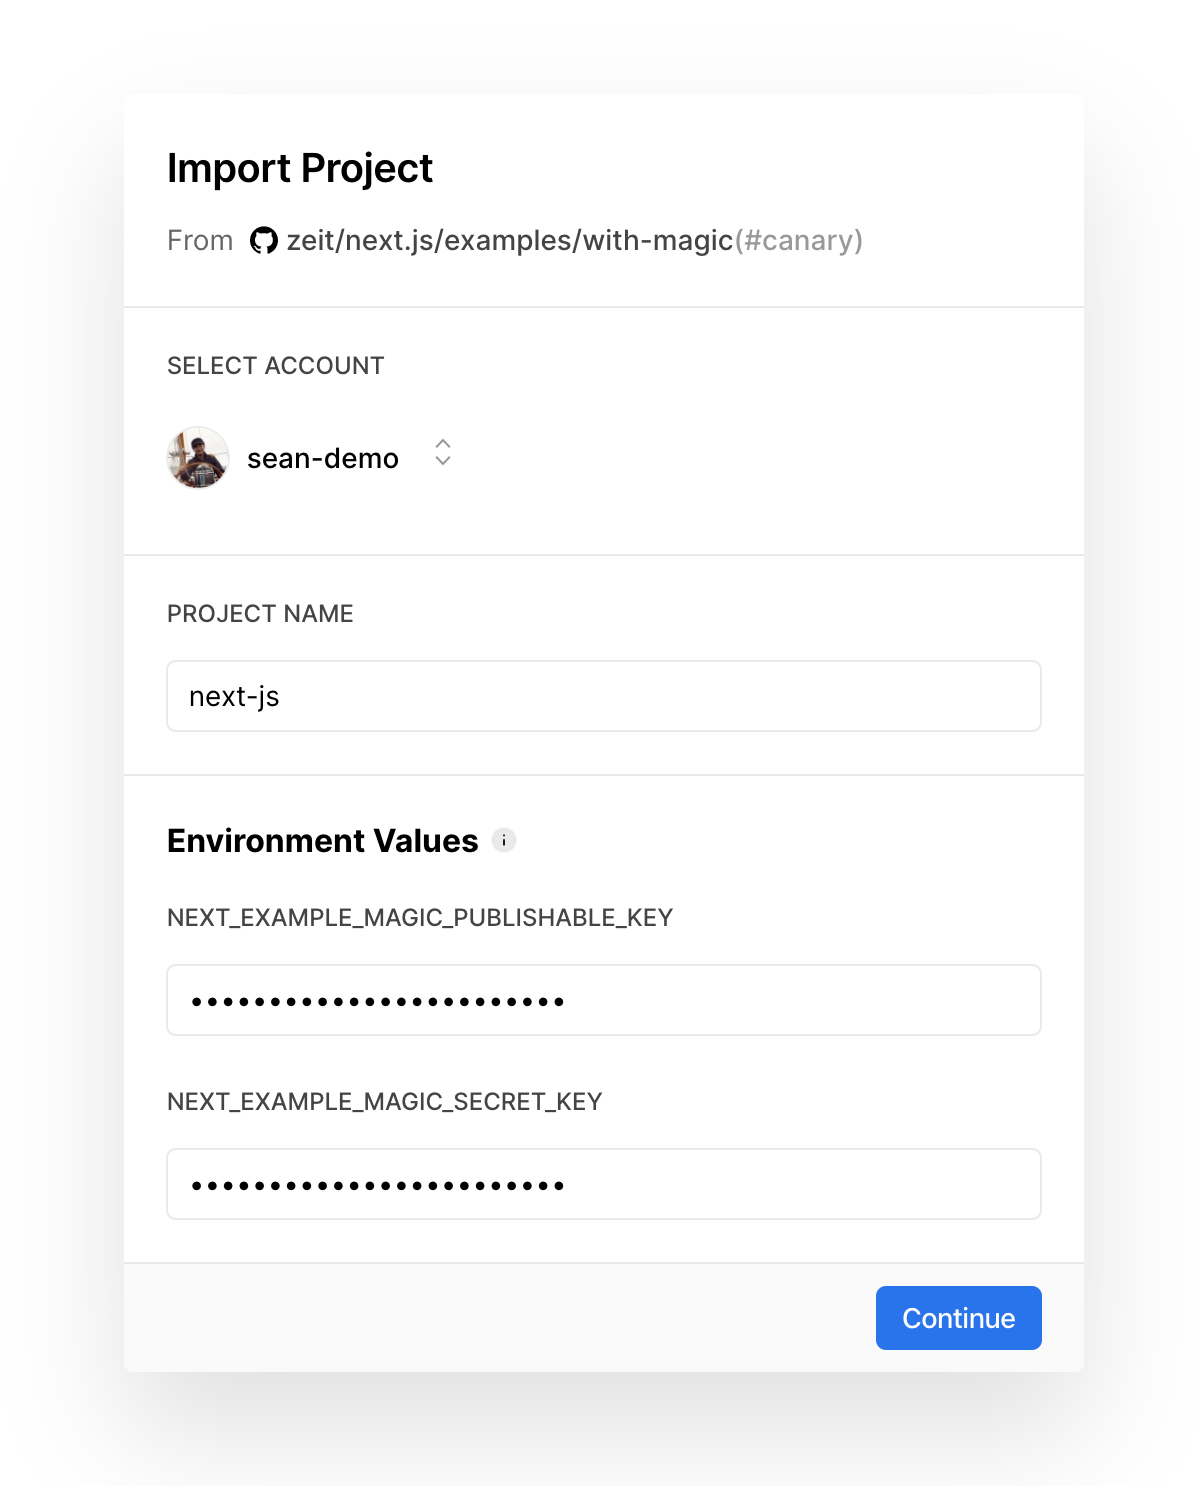 Import Project
From zeit/next.js/examples/with-magic(#canary)
SELECT ACCOUNT
sean-demo
PROJECT NAME
next-js
Environment Values i
NEXT_EXAMPLE_MAGIC_PUBLISHABLE_KEY
••••••••••••••••••••••••
NEXT_EXAMPLE_MAGIC_SECRET_KEY
••••••••••••••••••••••••
Continue